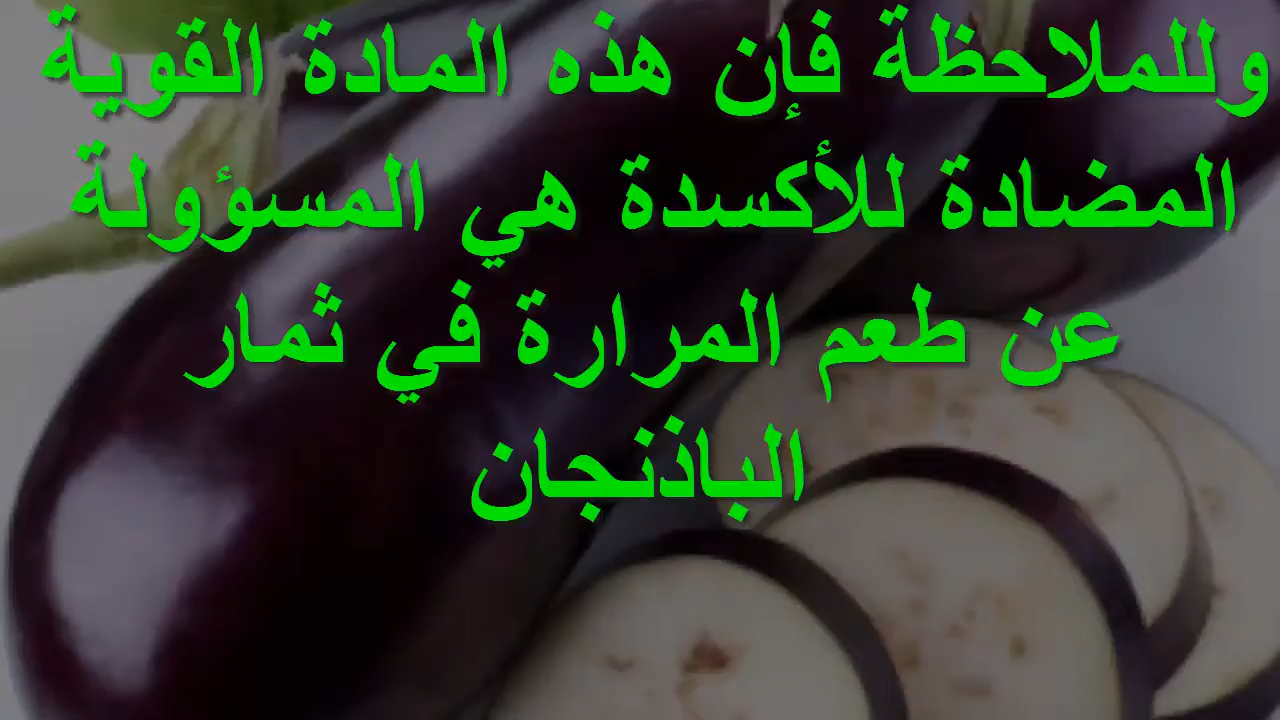 وللملاحظة فإن هذه المادة القوية
المضادة للأكسدة هي المسؤولة
عن طعم المرارة في ثمار
الباذنجان